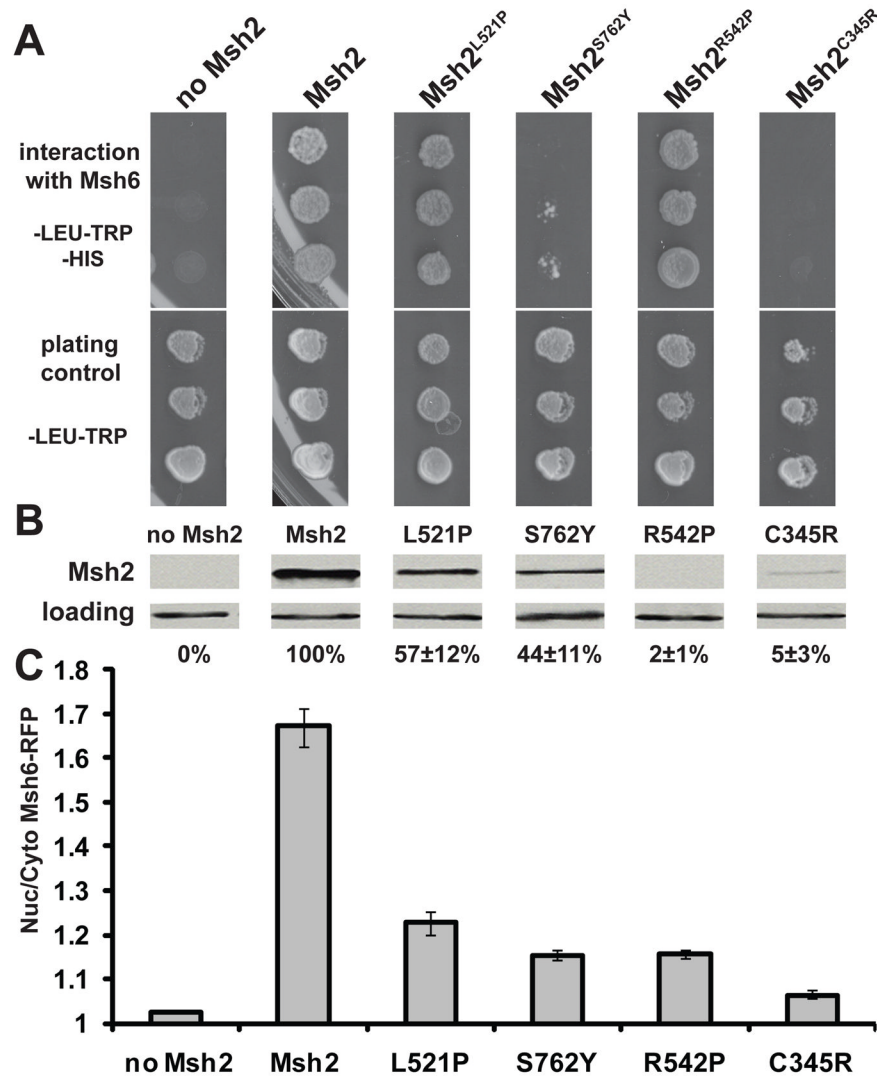 A
no Msh2
Msh2
Msh2L521P
Msh2S762Y
Msh2R542P
Msh2C345R
interaction
with Msh6
-LEU-TRP
-HIS
plating
control
-LEU-TRP
B
no Msh2 Msh2 L521P S762Y R542P C345R
Msh2
loading
0% 100% 57±12% 44±11% 2±1% 5±3%
C
Nuc/Cyto Msh6-RFP
1.8
1.7
1.6
1.5
1.4
1.3
1.2
1.1
1
no Msh2 Msh2 L521P S762Y R542P C345R